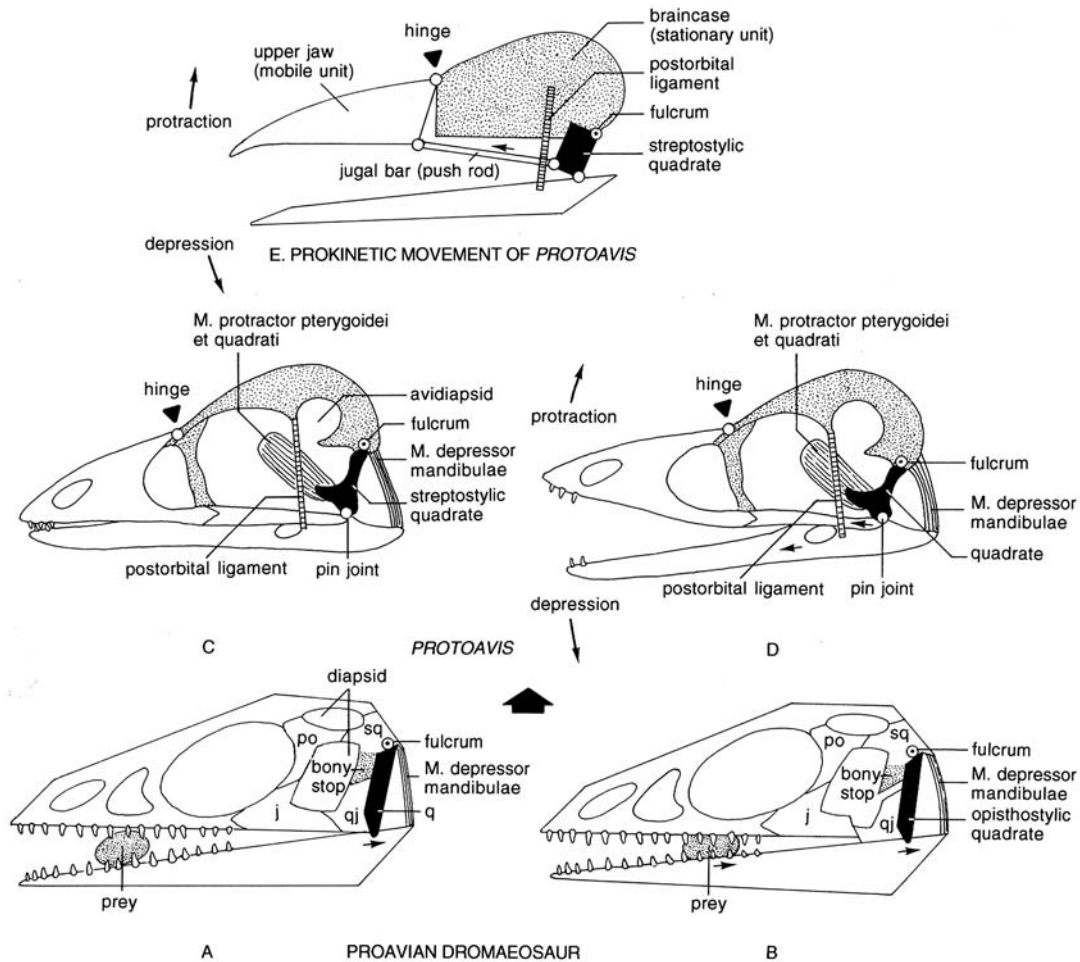 hinge
upper jaw
(mobile unit)
protraction
braincase
(stationary unit)
postorbital
ligament
fulcrum
streptostylic
quadrate
jugal bar (push rod)
depression
E. PROKINETIC MOVEMENT OF PROTOAVIS
M. protractor pterygoidei
et quadrati
hinge
avidiapsid
fulcrum
M. depressor
mandibulae
streptostylic
quadrate
postorbital ligament
pin joint
C
M. protractor pterygoidei
et quadrati
hinge
protraction
fulcrum
M. depressor
mandibulae
quadrate
postorbital ligament
pin joint
depression
PROTOAVIS
D
diapsid
po
sq
fulcrum
bony
stop
M. depressor
mandibulae
j
qj
q
prey
A
po
sq
fulcrum
bony
stop
M. depressor
mandibulae
j
qj
opisthostylic
quadrate
prey
PROAVIAN DROMAEOSAUR
B